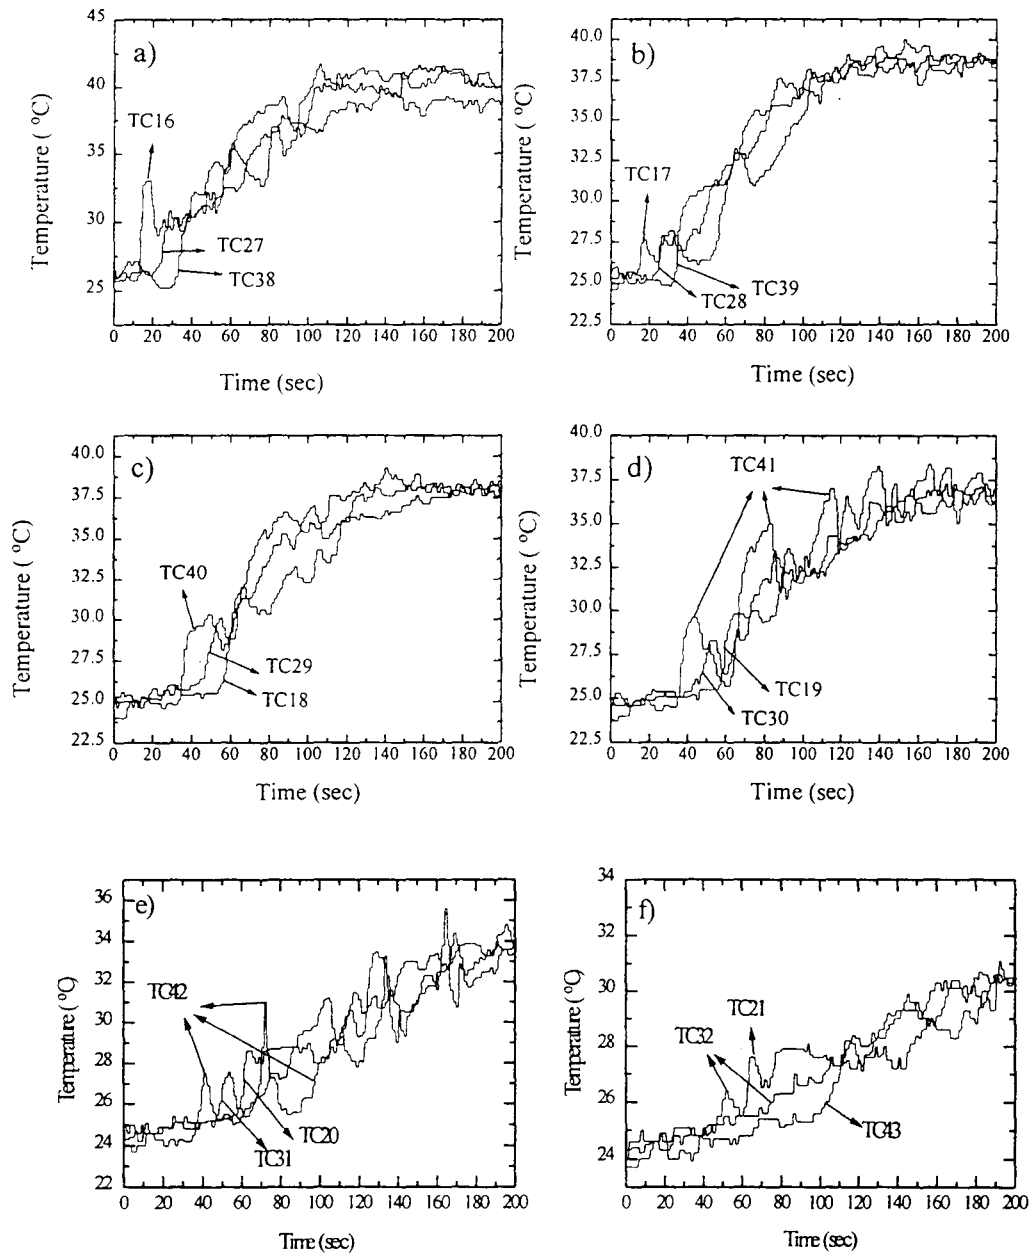 a)
Temperature ( °C)
45
40
35
30
25
TC16
TC27
TC38
0 20 40 60 80 100 120 140 160 180 200
Time (sec)
b)
Temperature ( °C)
40.0
37.5
35.0
32.5
30.0
27.5
25.0
22.5
TC17
TC28
TC39
0 20 40 60 80 100 120 140 160 180 200
Time (sec)
c)
Temperature ( °C)
40.0
37.5
35.0
32.5
30.0
27.5
25.0
22.5
TC40
TC29
TC18
0 20 40 60 80 100 120 140 160 180 200
Time (sec)
d)
Temperature ( °C)
40.0
37.5
35.0
32.5
30.0
27.5
25.0
22.5
TC41
TC19
TC30
0 20 40 60 80 100 120 140 160 180 200
Time (sec)
e)
Temperature ( °C)
36
34
32
30
28
26
24
22
TC42
TC20
TC31
0 20 40 60 80 100 120 140 160 180 200
Time (sec)
f)
Temperature ( °C)
34
32
30
28
26
24
TC21
TC32
TC43
0 20 40 60 80 100 120 140 160 180 200
Time (sec)